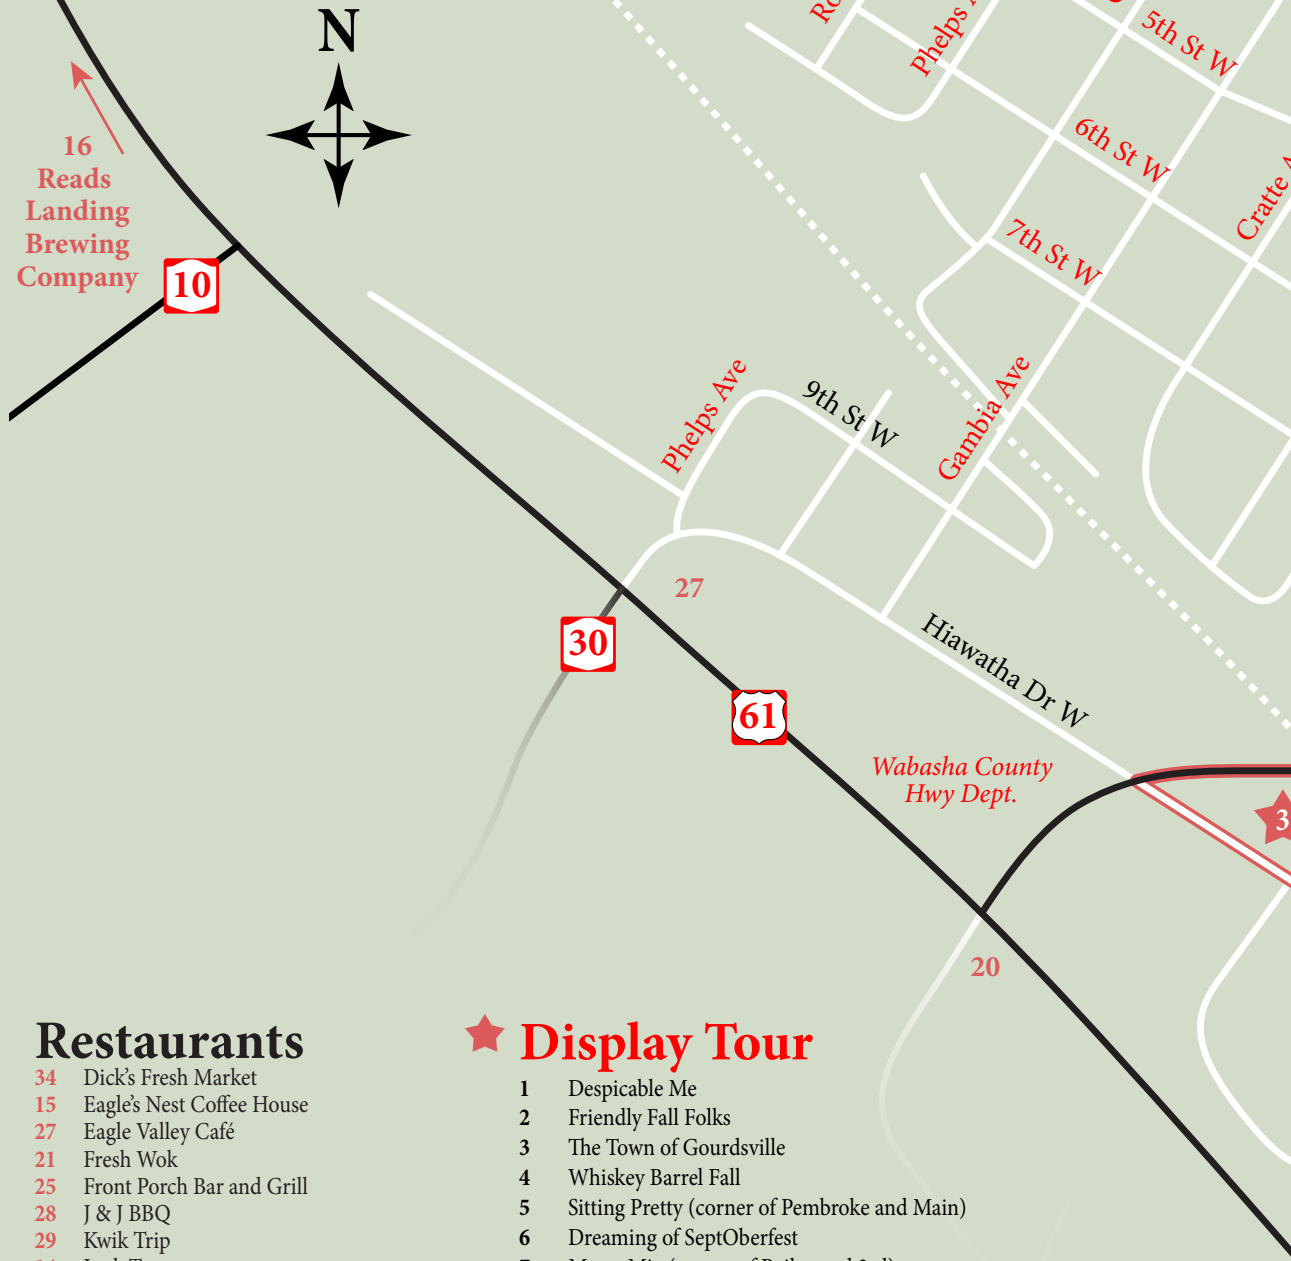 N
5th St W
Phelps
6th St W
7th St W
Cratte
16
Reads
Landing
Brewing
Company
10
Phelps Ave
9th St W
Gambia Ave
27
30
Hiawatha Dr W
61
Wabasha County
Hwy Dept.
3
20
Restaurants
34 Dick's Fresh Market
15 Eagle's Nest Coffee House
27 Eagle Valley Café
21 Fresh Wok
25 Front Porch Bar and Grill
28 J & J BBQ
29 Kwik Trip
Display Tour
1 Despicable Me
2 Friendly Fall Folks
3 The Town of Gourdsville
4 Whiskey Barrel Fall
5 Sitting Pretty (corner of Pembroke and Main)
6 Dreaming of SeptOberfest